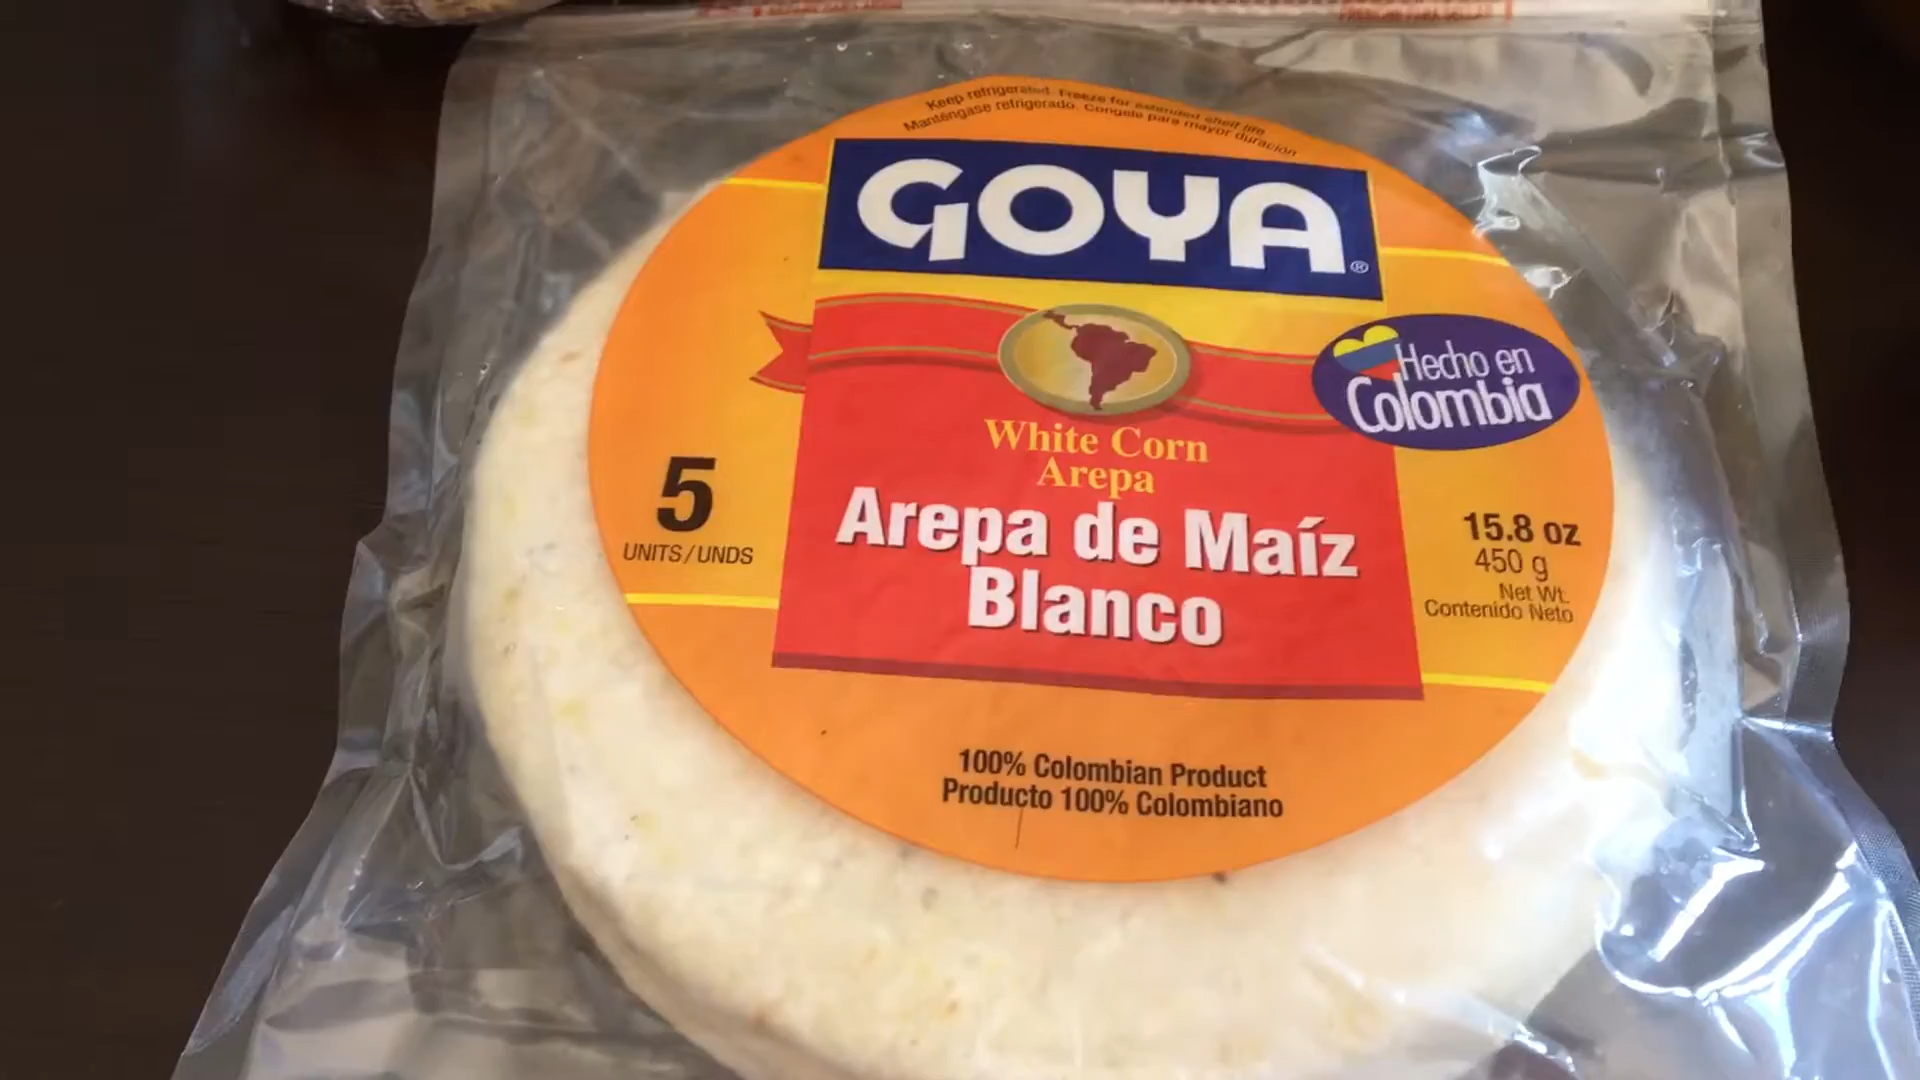 Keep refrigerated. Freeze for extended shelf life
Manténgase refrigerado. Congele para mayor duración
GOYA®
Hecho en
Colombia
White Corn
Arepa
Arepa de Maíz
Blanco
5
UNITS/UNDS
15.8 oz
450 g
Net Wt.
Contenido Neto
100% Colombian Product
Producto 100% Colombiano